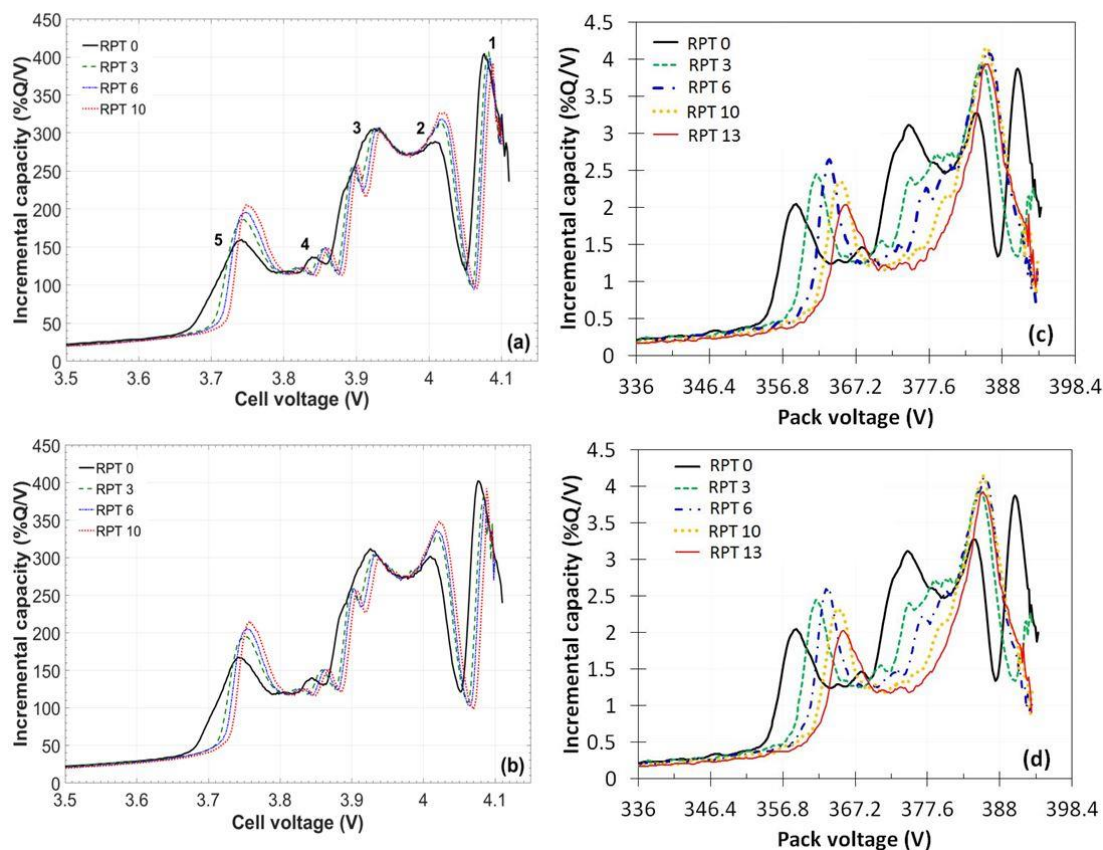 450
400
350
300
250
200
150
100
50
0
Incremental capacity (%Q/V)
RPT 0
RPT 3
RPT 6
RPT 10
1
2
3
4
5
(a)
3.5 3.6 3.7 3.8 3.9 4 4.1
Cell voltage (V)
4.5
4
3.5
3
2.5
2
1.5
1
0.5
0
Incremental capacity (%Q/V)
RPT 0
RPT 3
RPT 6
RPT 10
RPT 13
(c)
336 346.4 356.8 367.2 377.6 388 398.4
Pack voltage (V)
450
400
350
300
250
200
150
100
50
0
Incremental capacity (%Q/V)
RPT 0
RPT 3
RPT 6
RPT 10
(b)
3.5 3.6 3.7 3.8 3.9 4 4.1
Cell voltage (V)
4.5
4
3.5
3
2.5
2
1.5
1
0.5
0
Incremental capacity (%Q/V)
RPT 0
RPT 3
RPT 6
RPT 10
RPT 13
(d)
336 346.4 356.8 367.2 377.6 388 398.4
Pack voltage (V)